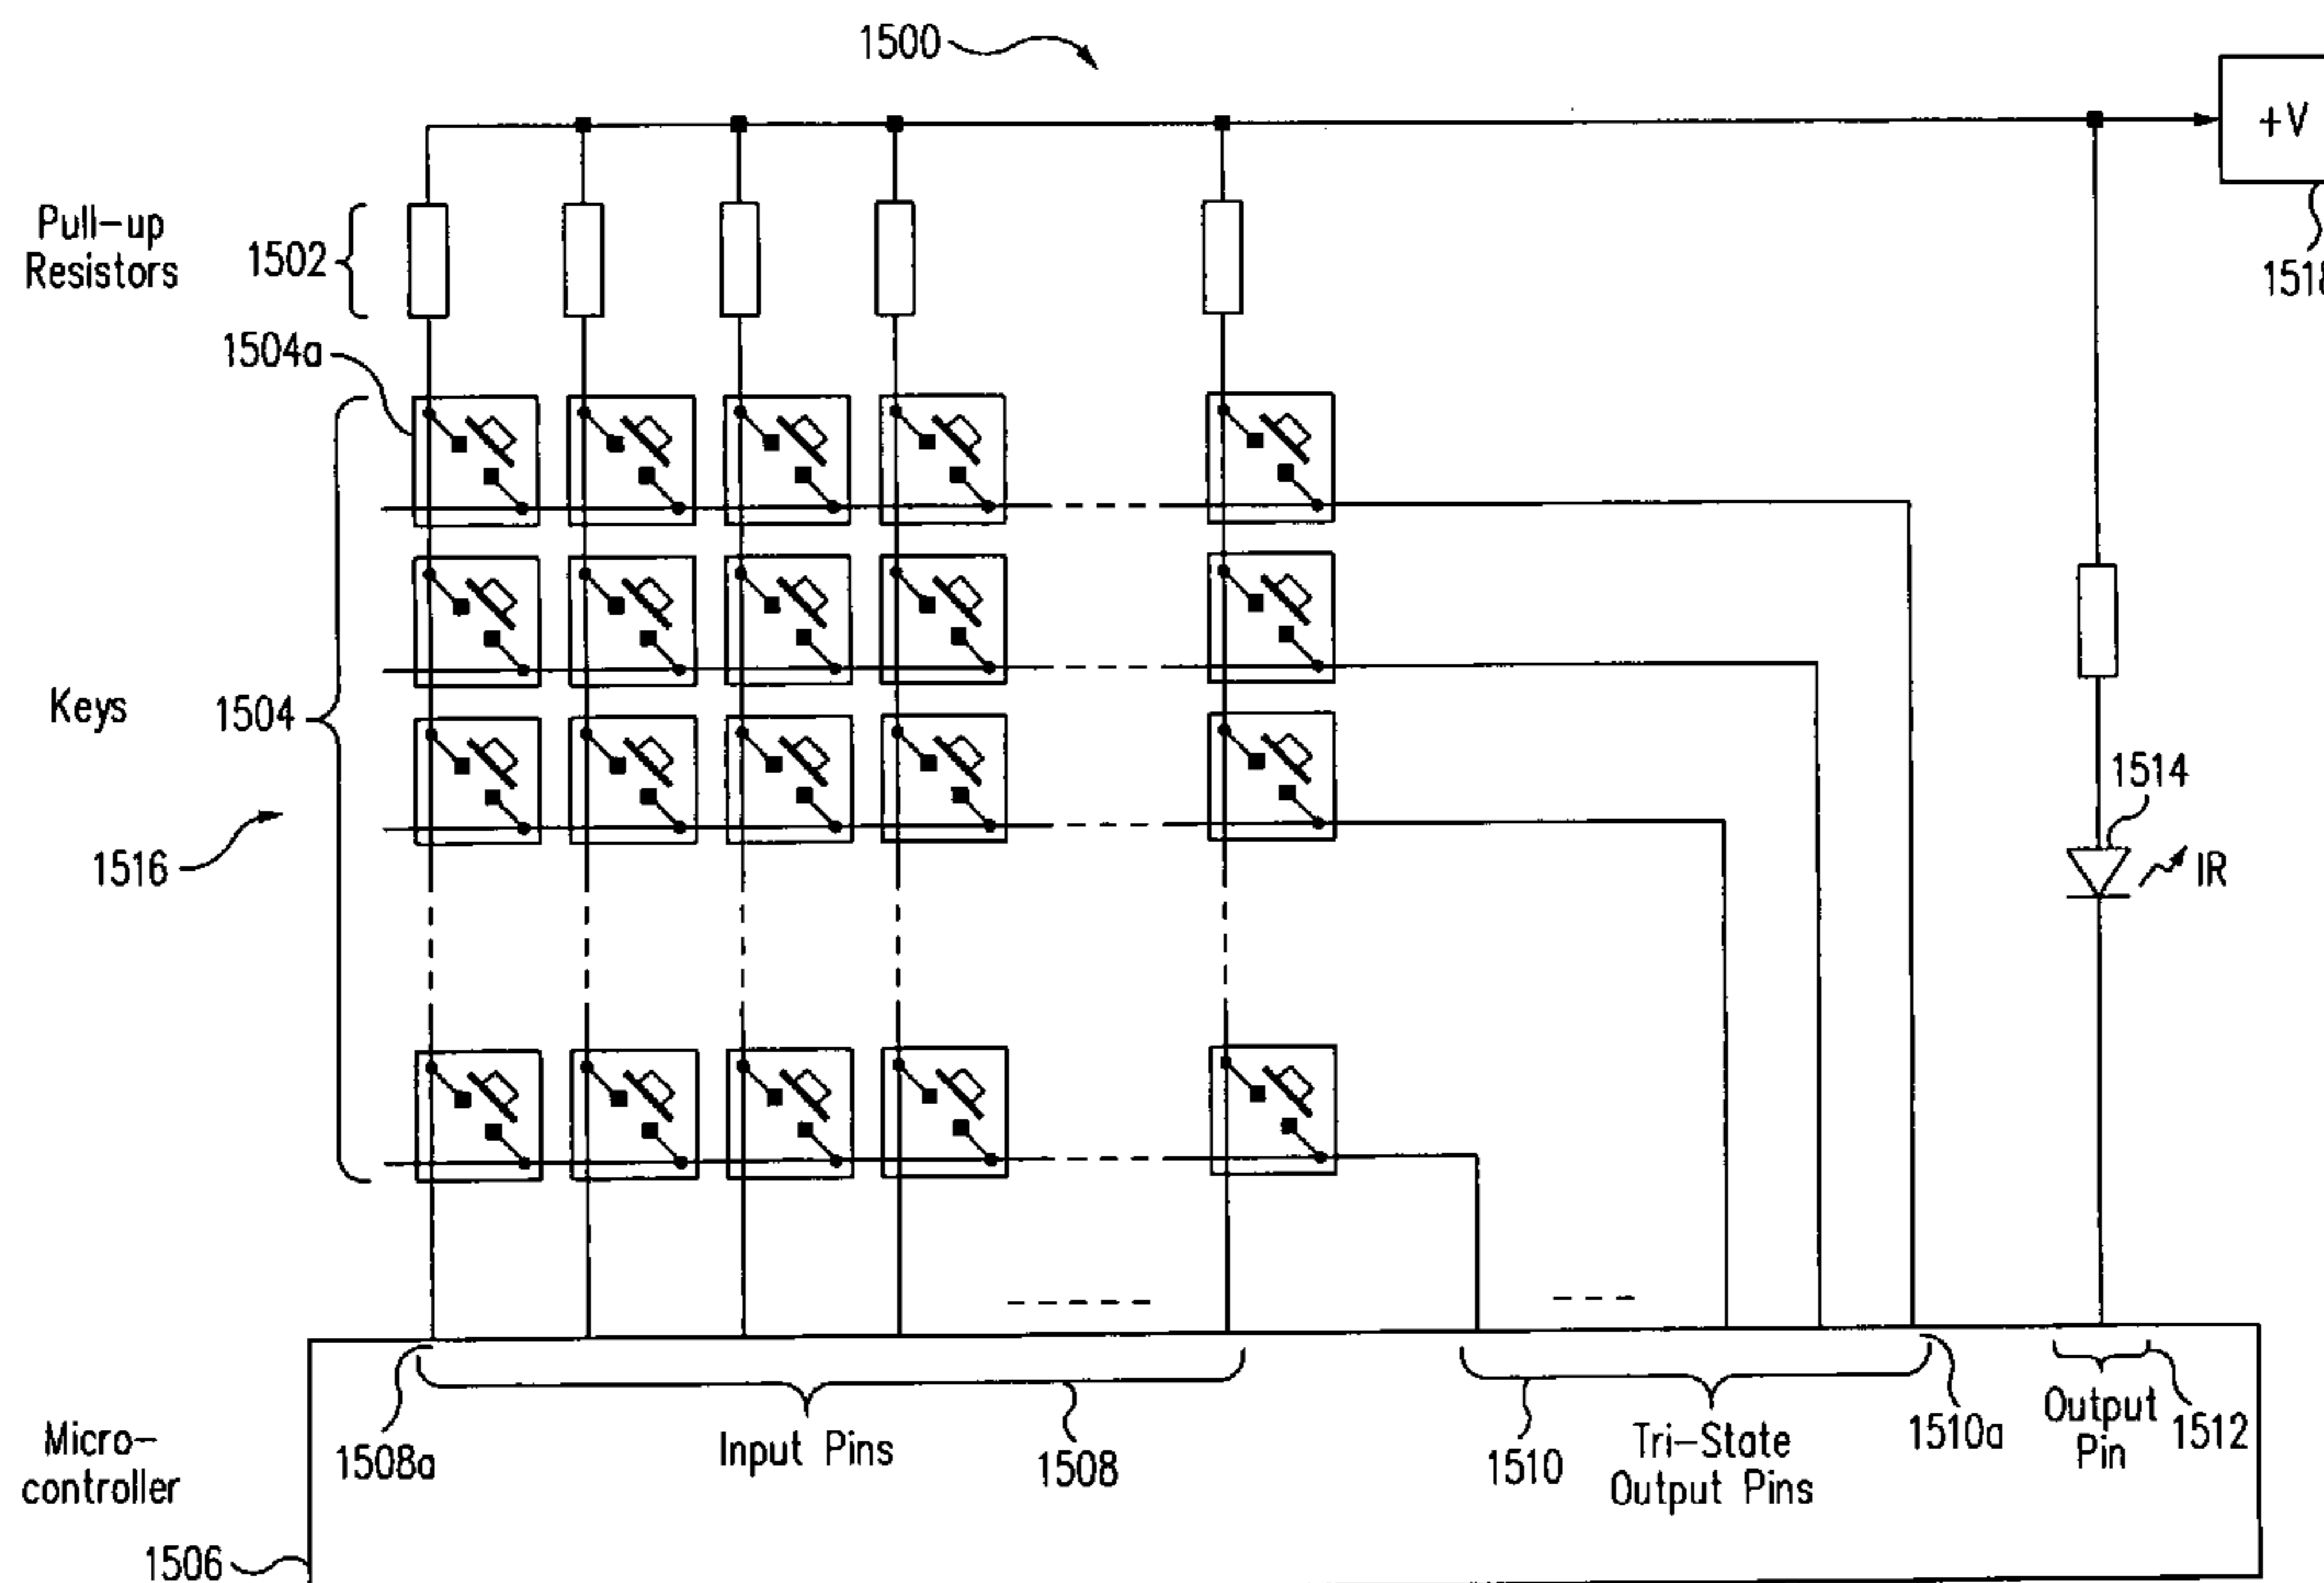 1500
+V
Pull-up
Resistors
1502
1504a
Keys
1504
1514
IR
1516
1508a
Input Pins
1508
1510
Tri-State
Output Pins
1510a
Output
Pin
1512
Micro-
controller
1506